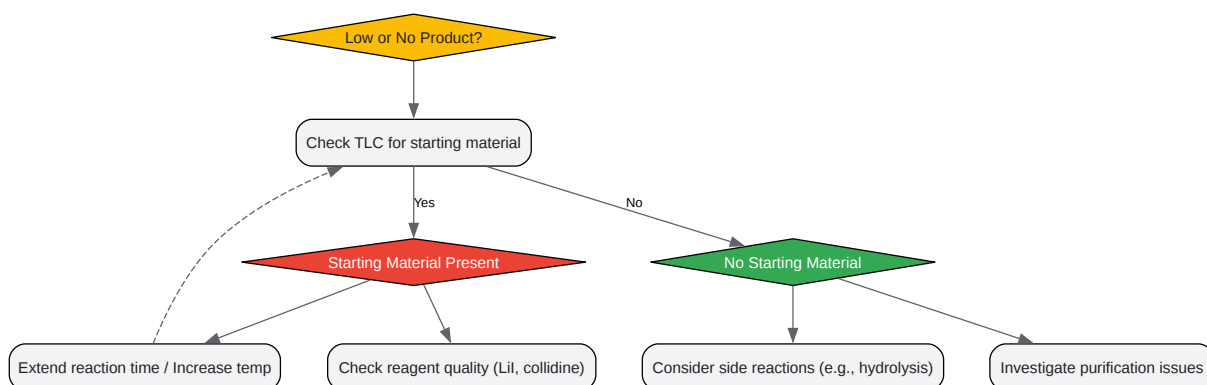 Low or No Product?
Check TLC for starting material
Yes
No
Starting Material Present
No Starting Material
Extend reaction time / Increase temp
Check reagent quality (LiI, collidine)
Consider side reactions (e.g., hydrolysis)
Investigate purification issues